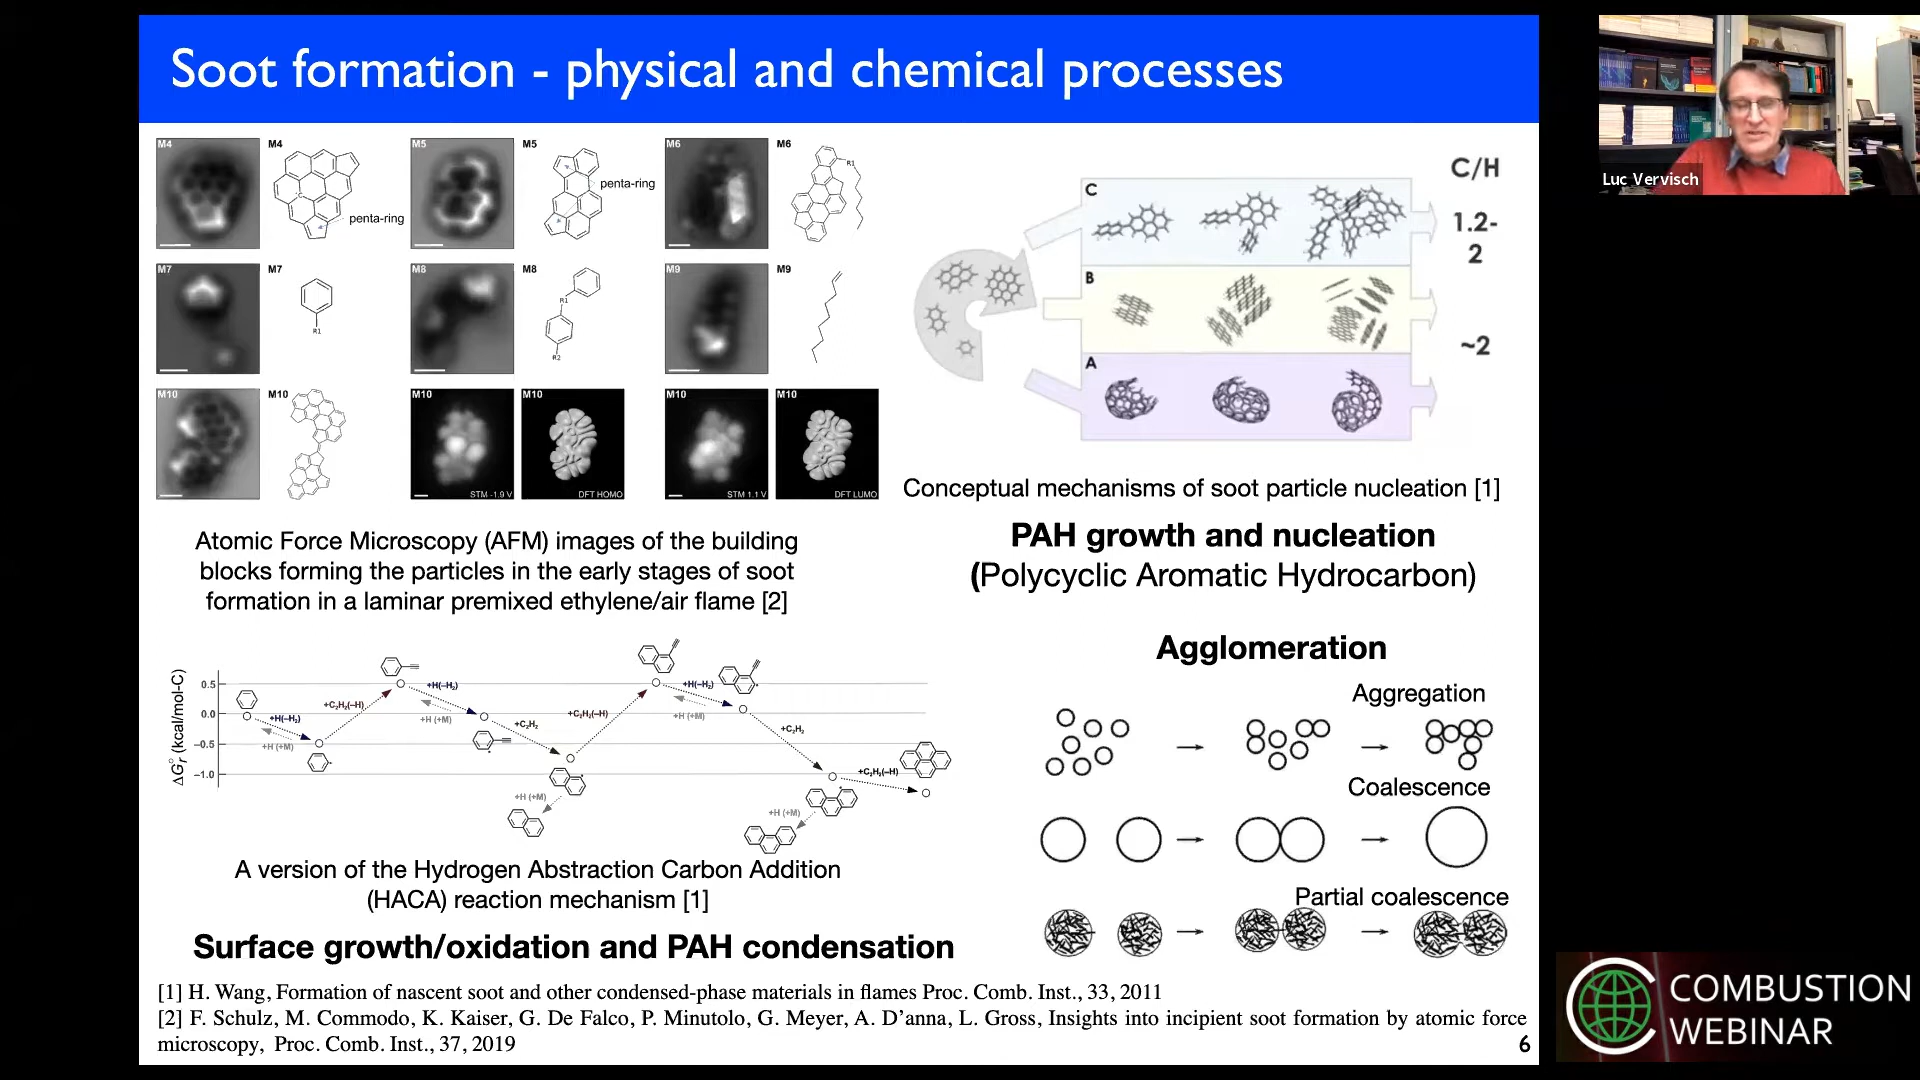 Soot formation - physical and chemical processes
Luc Vervisch
M4
M4
penta-ring
M5
M5
penta-ring
M6
M6
R1
M7
M7
R1
M8
M8
R1
R2
M9
M9
M10
M10
M10
STM -1.9 V
M10
DFT HOMO
M10
STM 1.1 V
M10
DFT LUMO
Atomic Force Microscopy (AFM) images of the building
blocks forming the particles in the early stages of soot
formation in a laminar premixed ethylene/air flame [2]
C/H
C
1.2-
2
B
~2
A
Conceptual mechanisms of soot particle nucleation [1]
PAH growth and nucleation
(Polycyclic Aromatic Hydrocarbon)
ΔG°r (kcal/mol-C)
0.5
0.0
−0.5
−1.0
+H(−H₂)
+H (+M)
+C₂H₂(−H)
+H(−H₂)
+H (+M)
+C₂H₂
+H (+M)
+C₂H₂(−H)
+H(−H₂)
+H (+M)
+C₂H₂
+H (+M)
+C₂H₂(−H)
A version of the Hydrogen Abstraction Carbon Addition
(HACA) reaction mechanism [1]
Surface growth/oxidation and PAH condensation
Agglomeration
Aggregation
Coalescence
Partial coalescence
[1] H. Wang, Formation of nascent soot and other condensed-phase materials in flames Proc. Comb. Inst., 33, 2011
[2] F. Schulz, M. Commodo, K. Kaiser, G. De Falco, P. Minutolo, G. Meyer, A. D’anna, L. Gross, Insights into incipient soot formation by atomic force
microscopy, Proc. Comb. Inst., 37, 2019
6
COMBUSTION
WEBINAR